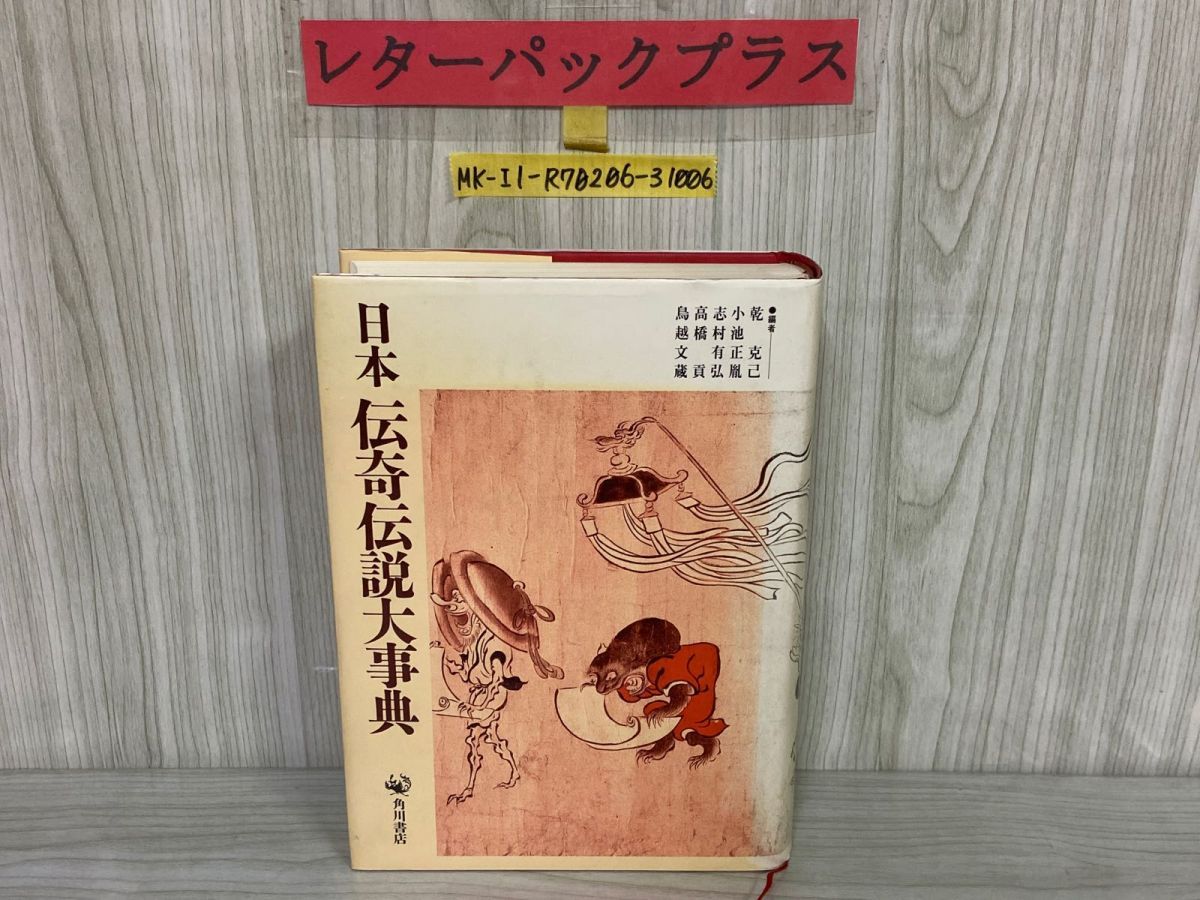 レターパックプラス
MK-I1-R70206-31006
●編者
乾 克己
小池正胤
志村有弘
高橋 貢
鳥越文蔵
日本 伝奇伝説大事典
角川書店